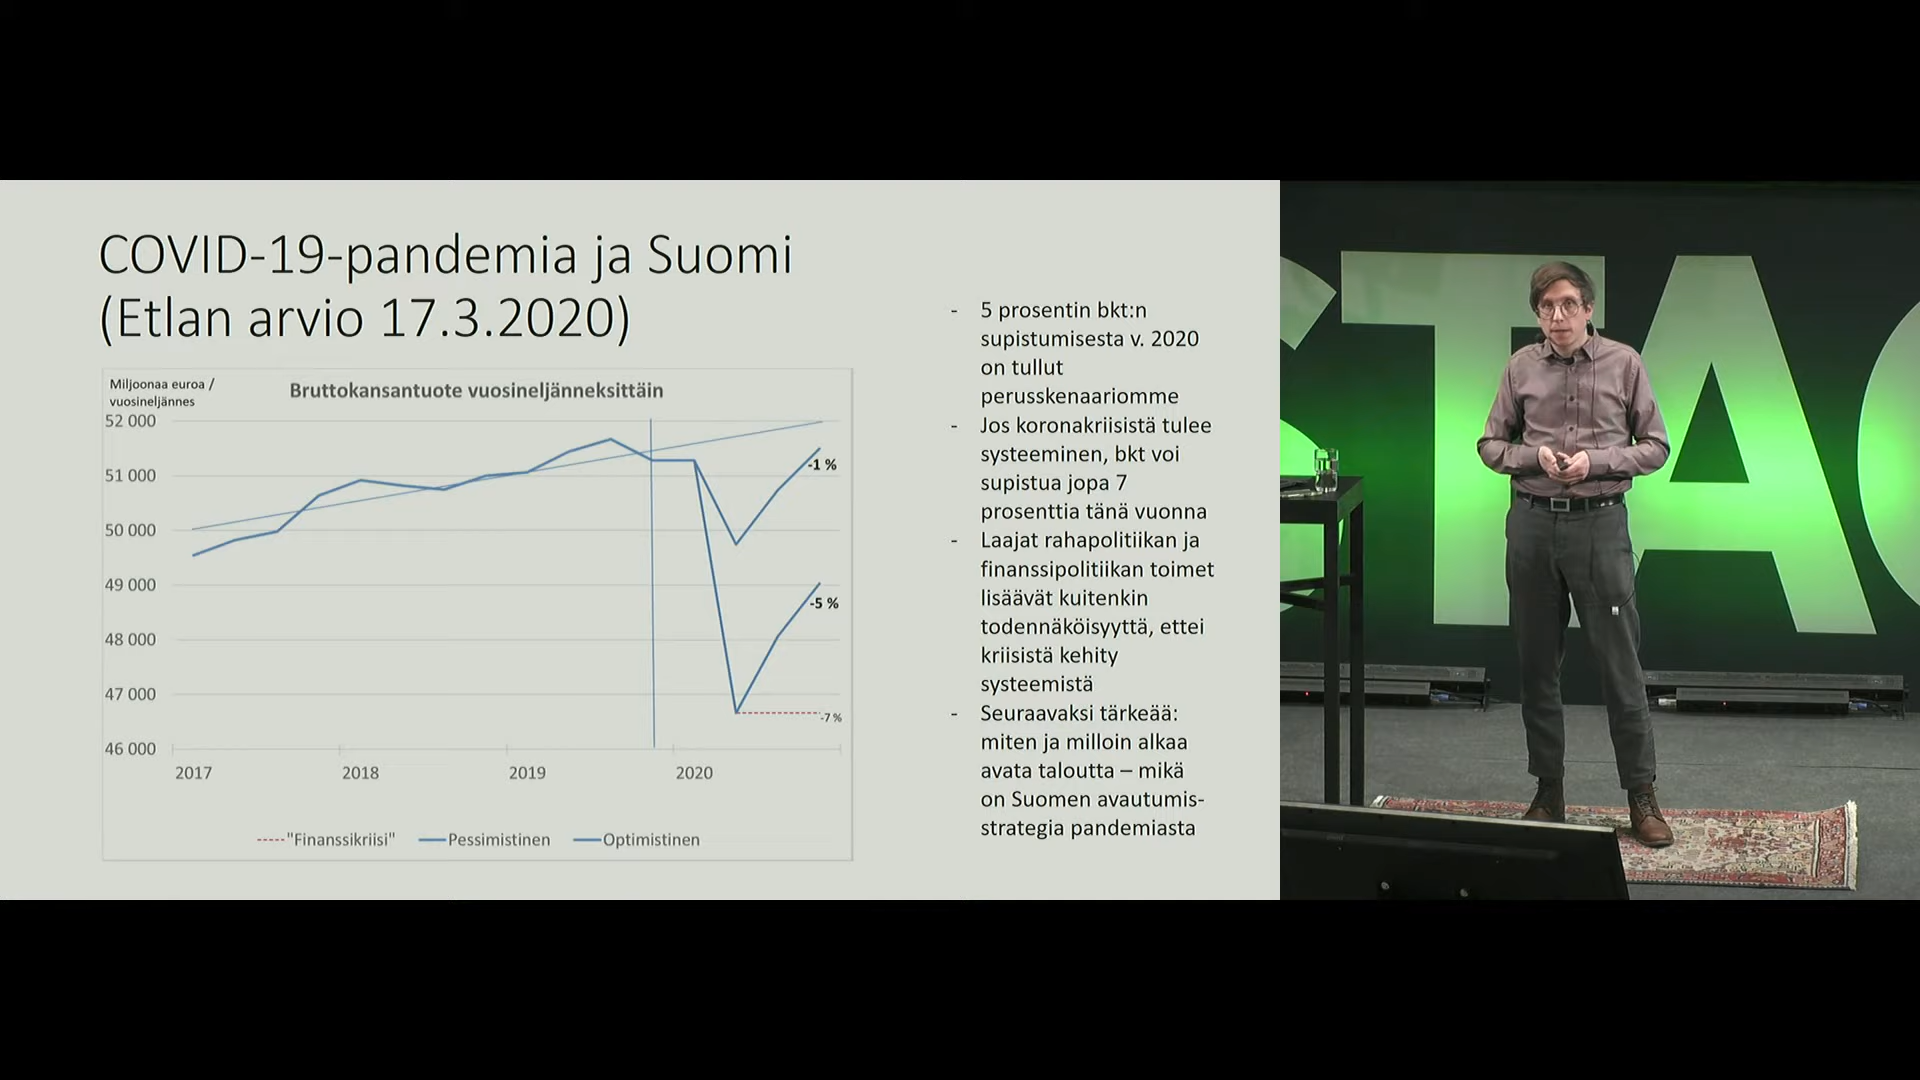 COVID-19-pandemia ja Suomi
(Etlan arvio 17.3.2020)
Miljoonaa euroa /
vuosineljännes
Bruttokansantuote vuosineljänneksittäin
52 000
51 000
50 000
49 000
48 000
47 000
46 000
-1 %
-5 %
-7 %
2017 2018 2019 2020
"Finanssikriisi" Pessimistinen Optimistinen
- 5 prosentin bkt:n
supistumisesta v. 2020
on tullut
perusskenaariomme
- Jos koronakriisistä tulee
systeeminen, bkt voi
supistua jopa 7
prosenttia tänä vuonna
- Laajat rahapolitiikan ja
finanssipolitiikan toimet
lisäävät kuitenkin
todennäköisyyttä, ettei
kriisistä kehity
systeemistä
- Seuraavaksi tärkeää:
miten ja milloin alkaa
avata taloutta – mikä
on Suomen avautumis-
strategia pandemiasta
STA